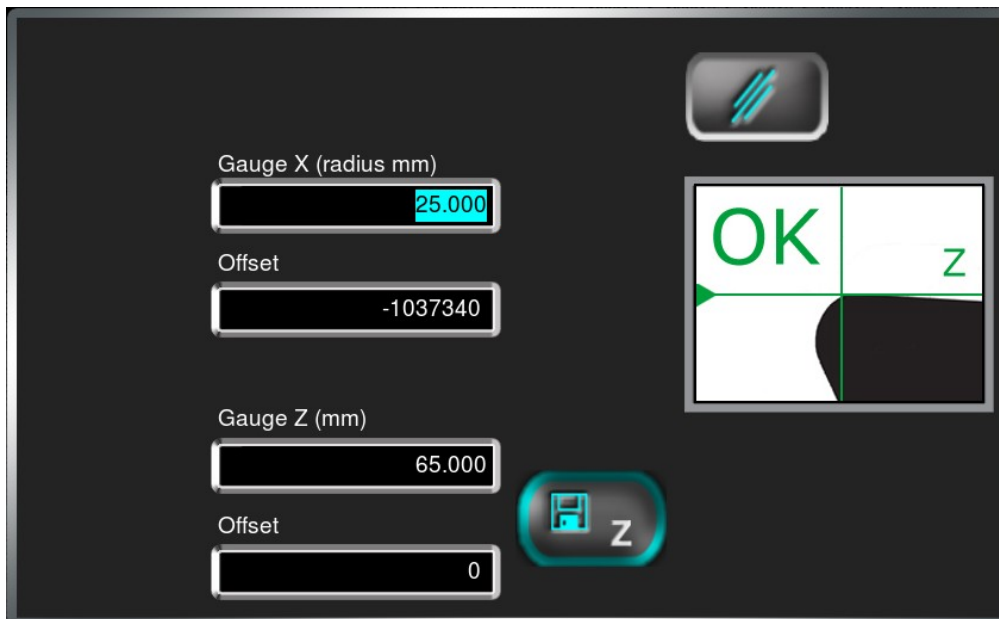 Gauge X (radius mm)
25.000
Offset
-1037340
OK
Z
Gauge Z (mm)
65.000
Z
Offset
0